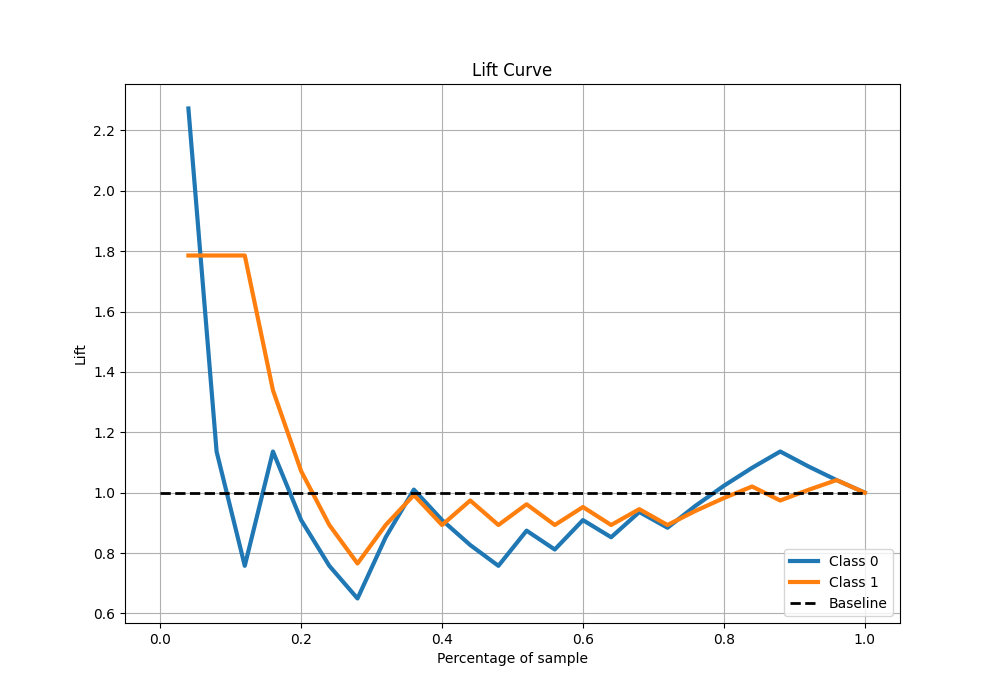 Lift Curve
Lift
2.2
2.0
1.8
1.6
1.4
1.2
1.0
0.8
0.6
0.0 0.2 0.4 0.6 0.8 1.0
Percentage of sample
Class 0
Class 1
Baseline